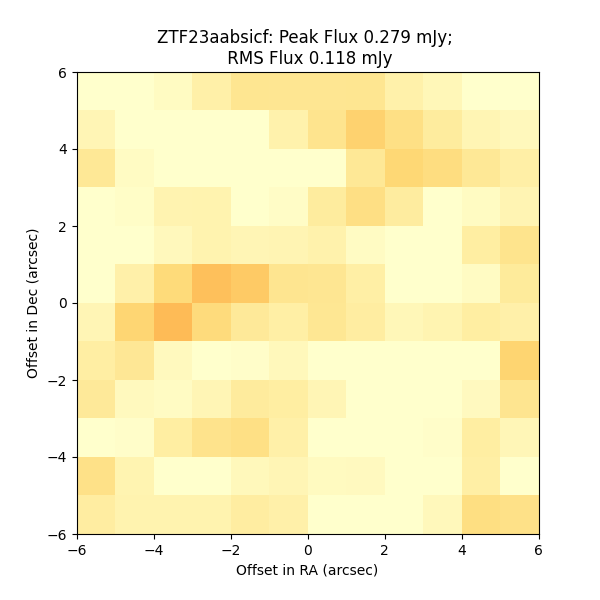 ZTF23aabsicf: Peak Flux 0.279 mJy;
RMS Flux 0.118 mJy
6
4
2
0
−2
−4
−6
Offset in Dec (arcsec)
−6 −4 −2 0 2 4 6
Offset in RA (arcsec)